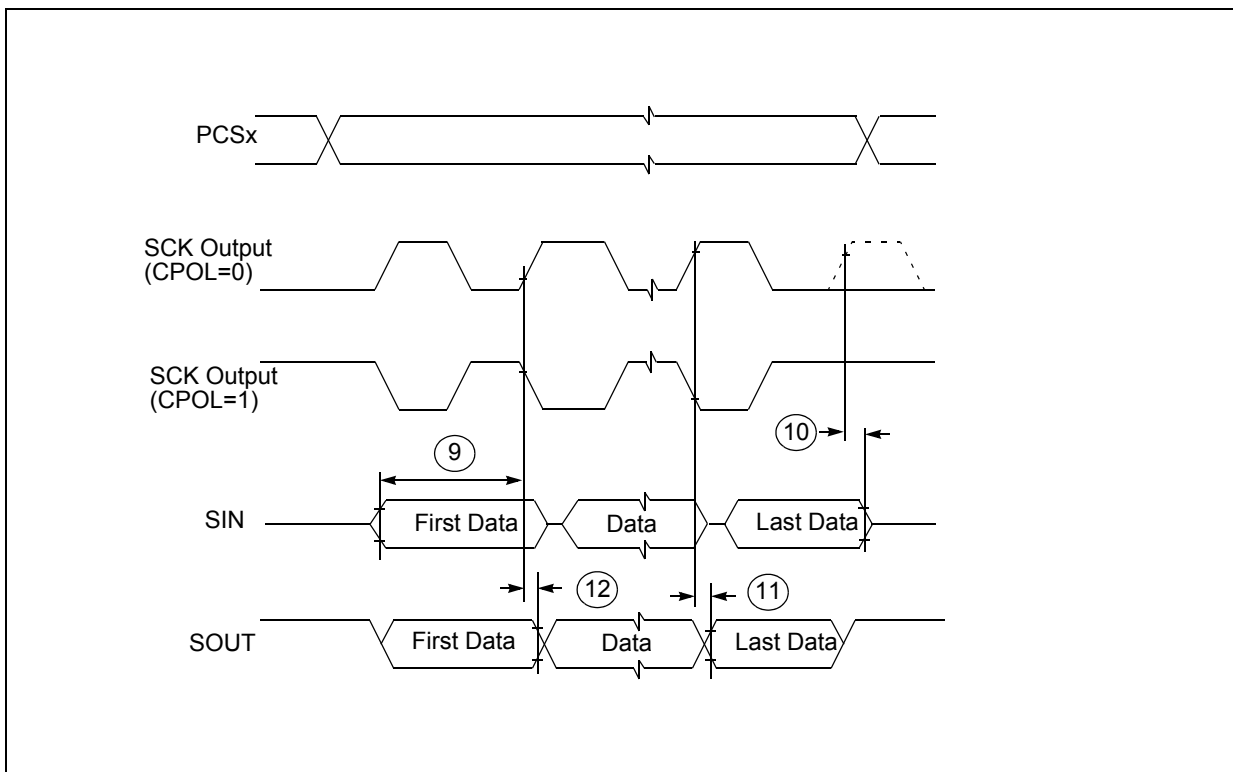 PCSx
SCK Output
(CPOL=0)
SCK Output
(CPOL=1)
10
9
SIN
First Data
Data
Last Data
12
11
SOUT
First Data
Data
Last Data